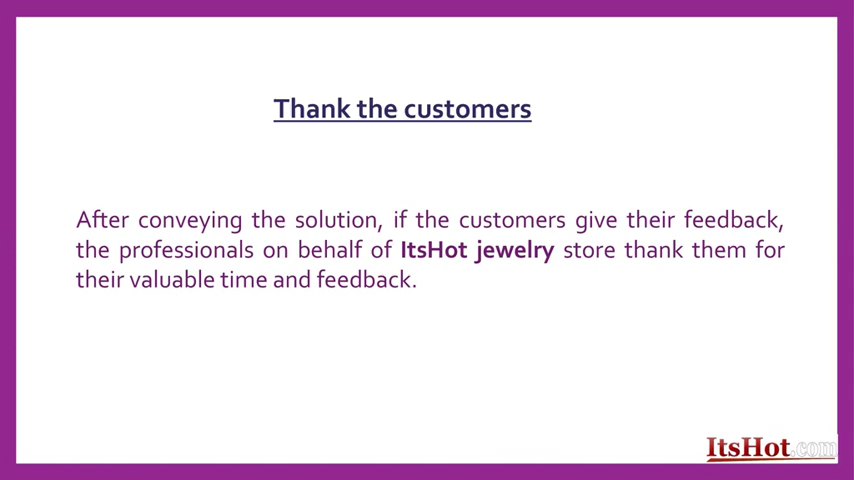 Thank the customers
After conveying the solution, if the customers give their feedback,
the professionals on behalf of ItsHot jewelry store thank them for
their valuable time and feedback.
ItsHot.com